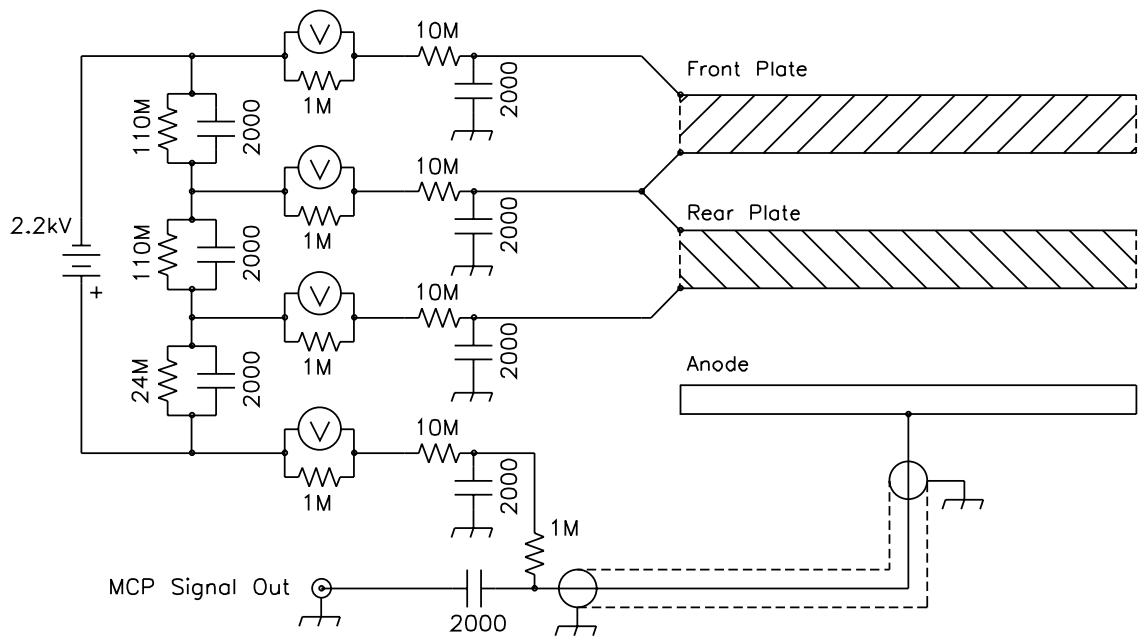 10M
V
1M
2000
Front Plate
110M
2000
10M
V
1M
2000
Rear Plate
2.2kV
+
110M
2000
10M
V
1M
2000
Anode
24M
2000
10M
V
1M
2000
1M
MCP Signal Out
2000